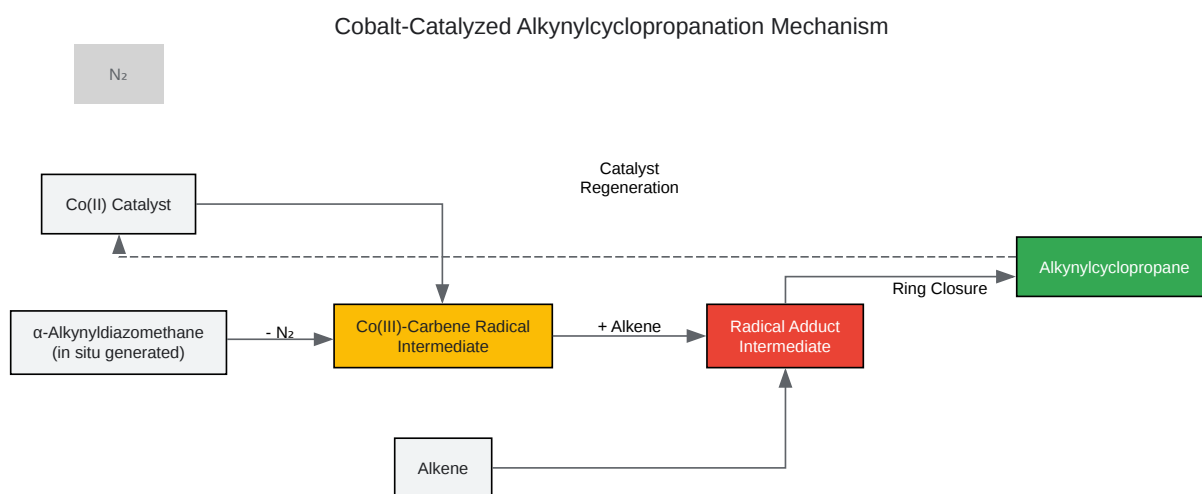 Cobalt-Catalyzed Alkynylcyclopropanation Mechanism
N₂
Catalyst
Regeneration
Co(II) Catalyst
Alkynylcyclopropane
Ring Closure
α-Alkynyldiazomethane
(in situ generated)
- N₂
Co(III)-Carbene Radical
Intermediate
+ Alkene
Radical Adduct
Intermediate
Alkene